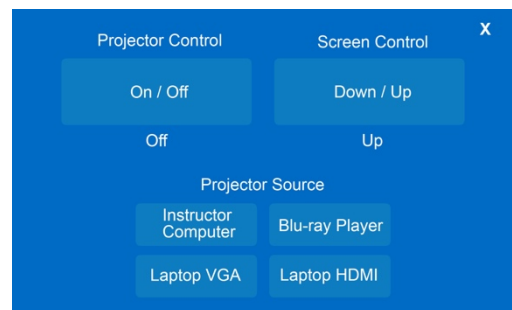 Projector Control
Screen Control
X
On / Off
Down / Up
Off
Up
Projector Source
Instructor
Computer
Blu-ray Player
Laptop VGA
Laptop HDMI